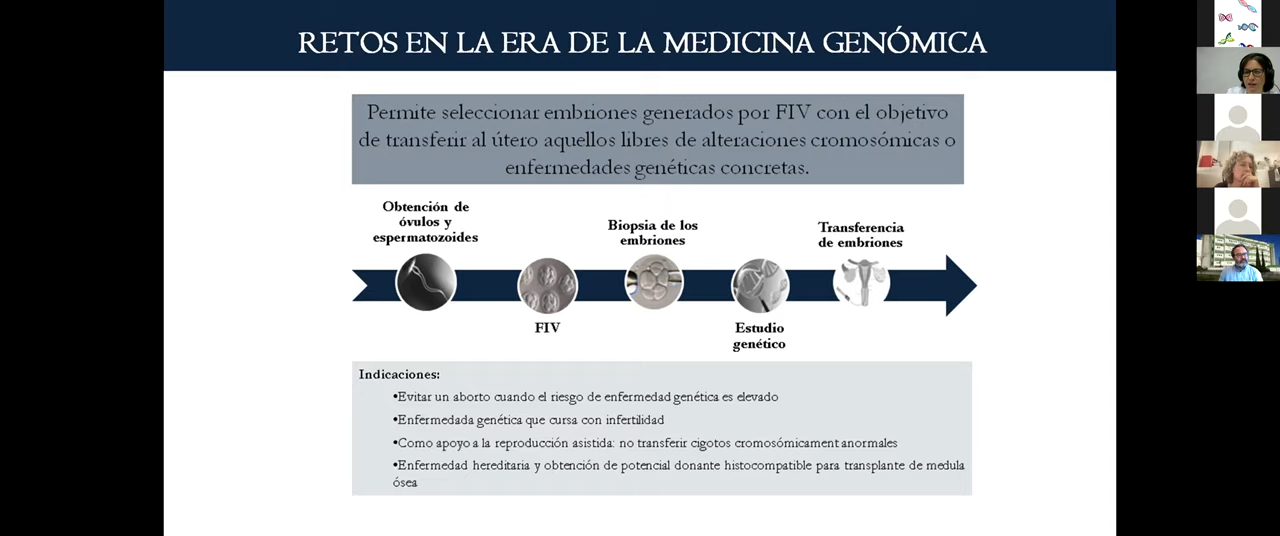 RETOS EN LA ERA DE LA MEDICINA GENÓMICA
Permite seleccionar embriones generados por FIV con el objetivo
de transferir al útero aquellos libres de alteraciones cromosómicas o
enfermedades genéticas concretas.
Obtención de
óvulos y
espermatozoides
FIV
Biopsia de los
embriones
Estudio
genético
Transferencia
de embriones
Indicaciones:
•Evitar un aborto cuando el riesgo de enfermedad genética es elevado
•Enfermedada genética que cursa con infertilidad
•Como apoyo a la reproducción asistida: no transferir cigotos cromosómicament anormales
•Enfermedad hereditaria y obtención de potencial donante histocompatible para transplante de medula
ósea